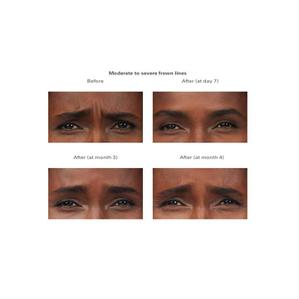 Moderate to severe frown lines
Before
After (at day 7)
After (at month 3)
After (at month 4)